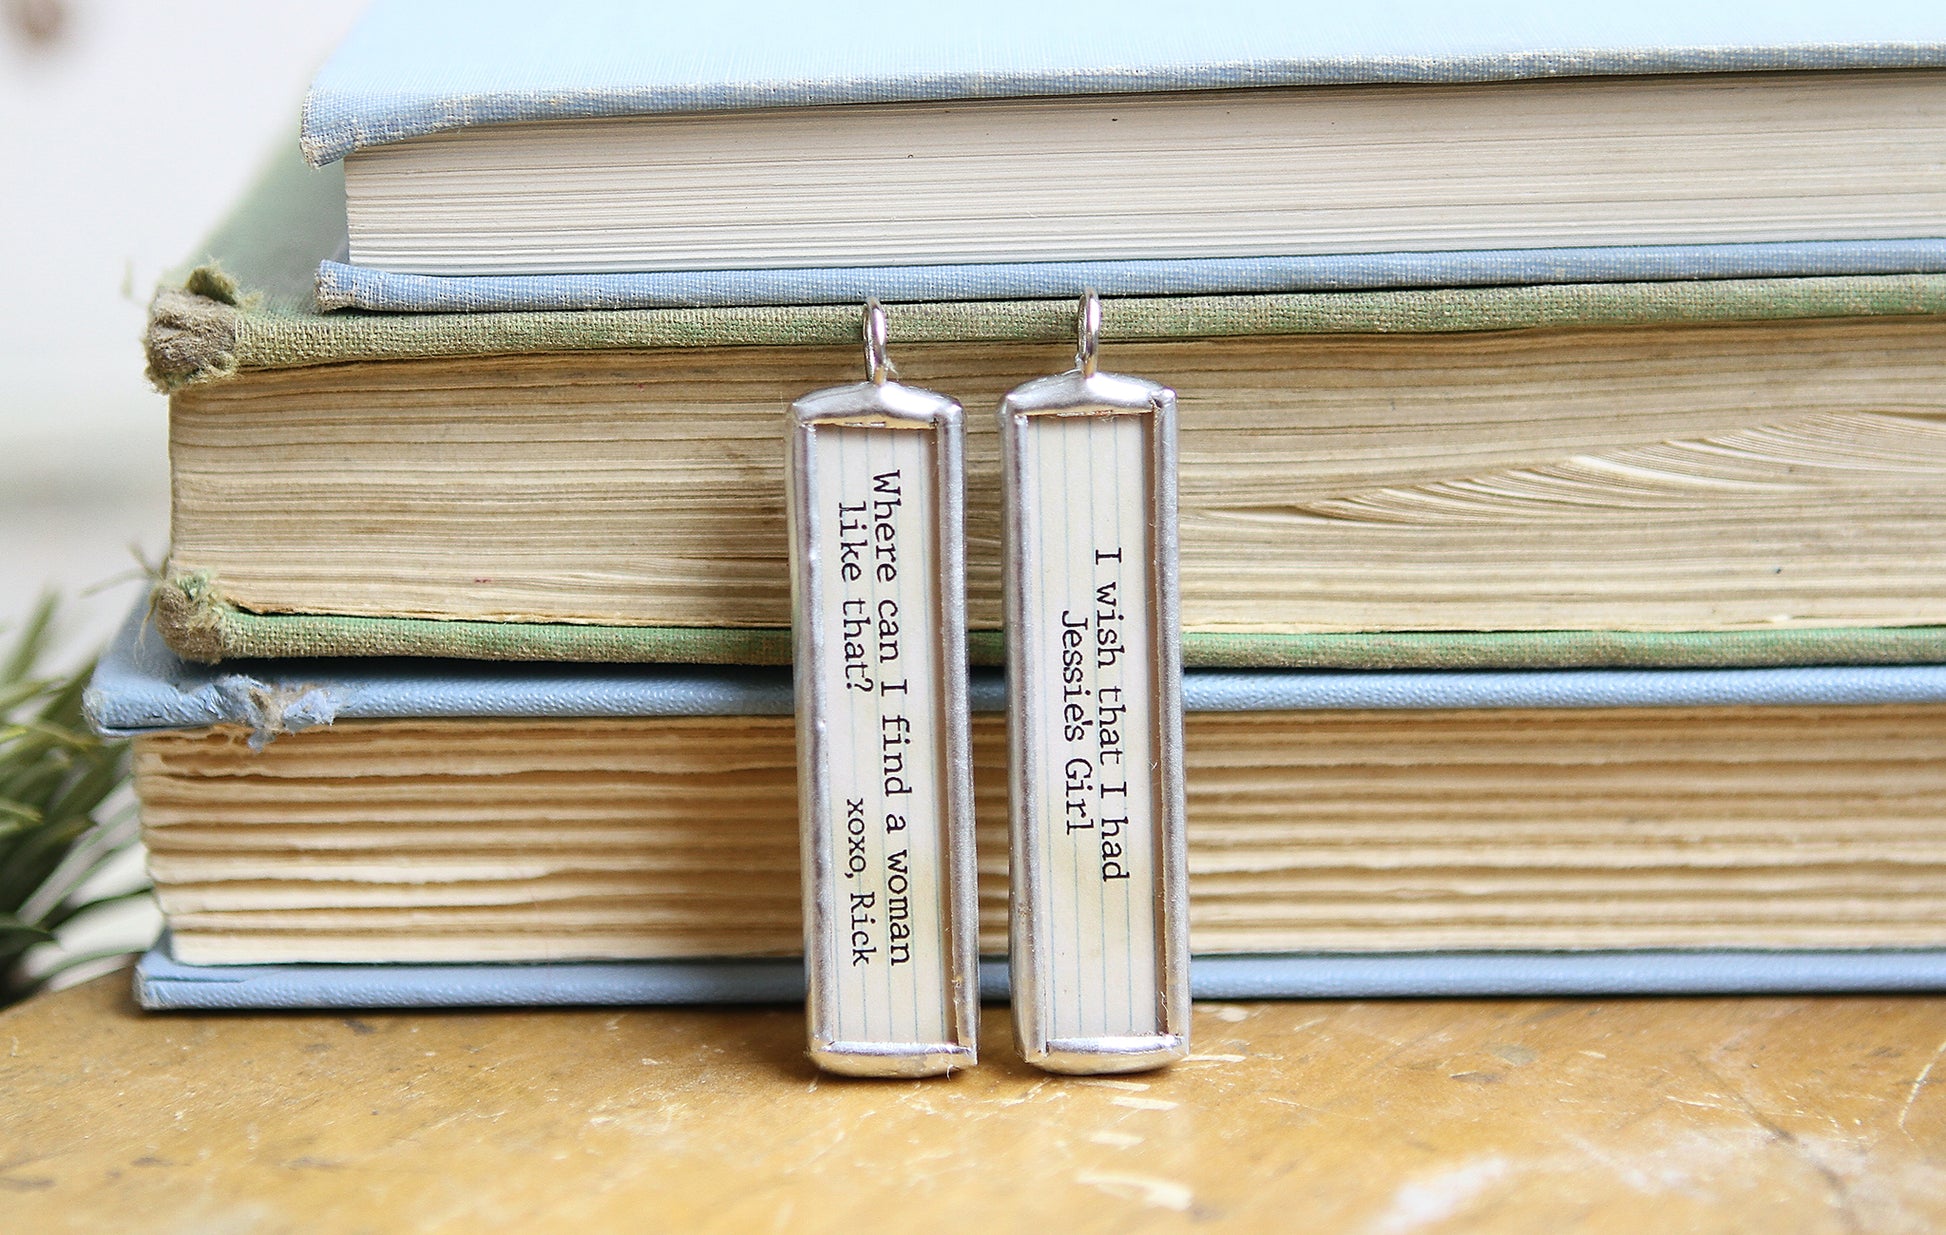 Where can I find a woman
like that?      xoxo, Rick
I wish that I had
Jessie's Girl